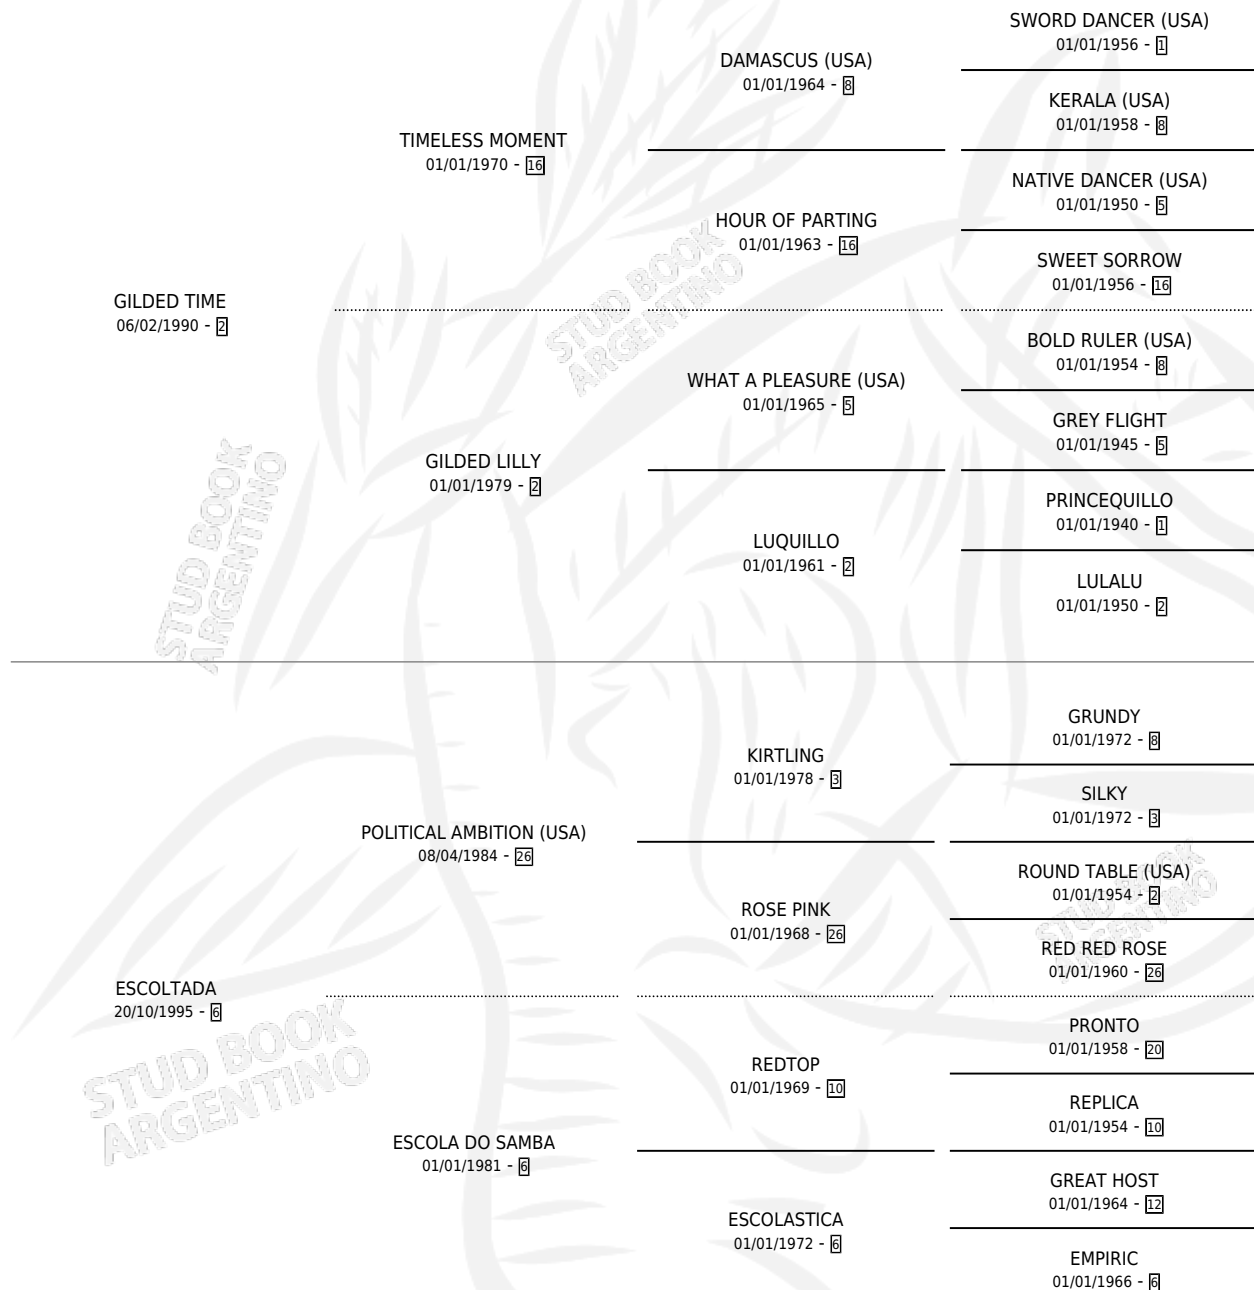 SWORD DANCER (USA)
01/01/1956 - 1
DAMASCUS (USA)
01/01/1964 - 8
KERALA (USA)
01/01/1958 - 8
TIMELESS MOMENT
01/01/1970 - 16
NATIVE DANCER (USA)
01/01/1950 - 5
HOUR OF PARTING
01/01/1963 - 16
SWEET SORROW
01/01/1956 - 16
GILDED TIME
06/02/1990 - 2
BOLD RULER (USA)
01/01/1954 - 8
WHAT A PLEASURE (USA)
01/01/1965 - 5
GREY FLIGHT
01/01/1945 - 5
GILDED LILLY
01/01/1979 - 2
PRINCEQUILLO
01/01/1940 - 1
LUQUILLO
01/01/1961 - 2
LULALU
01/01/1950 - 2
GRUNDY
01/01/1972 - 8
KIRTLING
01/01/1978 - 3
SILKY
01/01/1972 - 3
POLITICAL AMBITION (USA)
08/04/1984 - 26
ROUND TABLE (USA)
01/01/1954 - 2
ROSE PINK
01/01/1968 - 26
RED RED ROSE
01/01/1960 - 26
ESCOLTADA
20/10/1995 - 6
PRONTO
01/01/1958 - 20
REDTOP
01/01/1969 - 10
REPLICA
01/01/1954 - 10
ESCOLA DO SAMBA
01/01/1981 - 6
GREAT HOST
01/01/1964 - 12
ESCOLASTICA
01/01/1972 - 6
EMPIRIC
01/01/1966 - 6
STUD BOOK
ARGENTINO
STUD BOOK
ARGENTINO
STUD BOOK
ARGENTINO
STUD BOOK
ARGENTINO